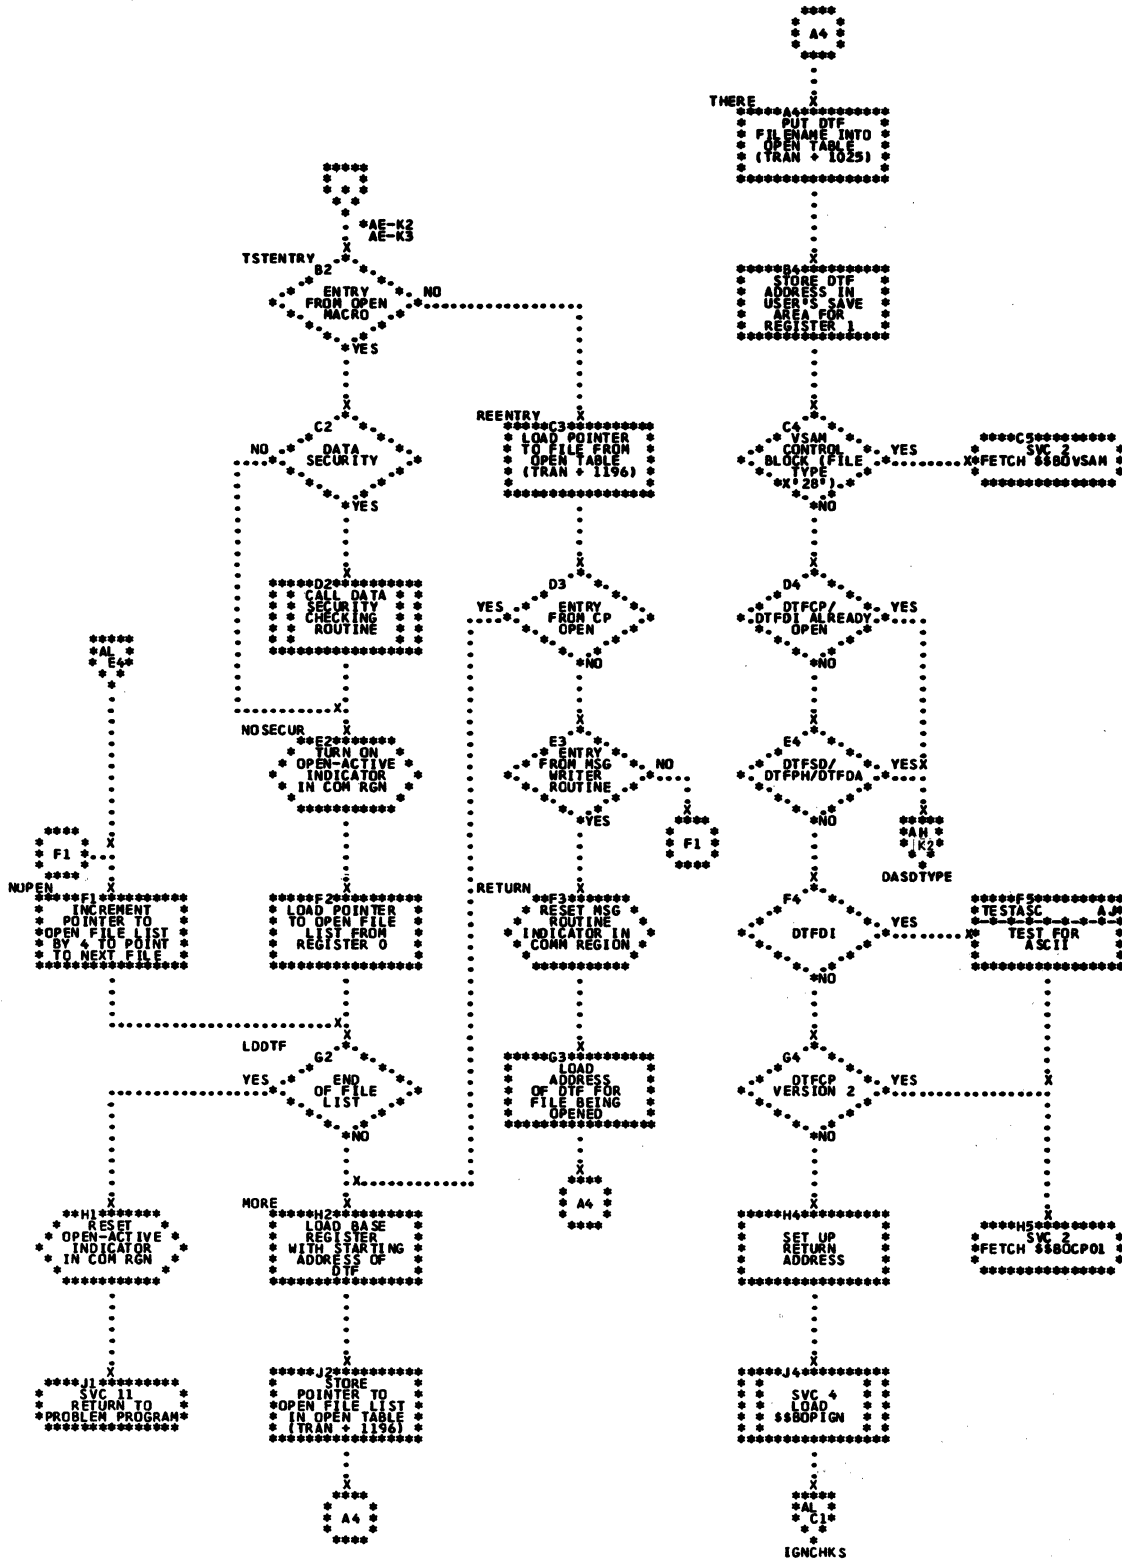 A4
THERE
A4
PUT DTF
FILENAME INTO
OPEN TABLE
(TRAN + 1025)
*AE-K2
AE-K3
TSTENTRY
B2
ENTRY
FROM OPEN
MACRO
NO
YES
B4
STORE DTF
ADDRESS IN
USER'S SAVE
AREA FOR
REGISTER 1
C2
DATA
SECURITY
NO
YES
REENTRY
C3
LOAD POINTER
TO FILE FROM
OPEN TABLE
(TRAN + 1196)
C4
VSAM
CONTROL
BLOCK (FILE
TYPE
X'28')
YES
NO
C5
SVC 2
FETCH $$BOVSAM
D2
CALL DATA
SECURITY
CHECKING
ROUTINE
D3
YES
ENTRY
FROM CP
OPEN
NO
D4
DTFCP/
DTFDI ALREADY
OPEN
YES
NO
AL
E4
NOSECUR
E2
TURN ON
OPEN-ACTIVE
INDICATOR
IN COM RGN
E3
ENTRY
FROM MSG
WRITER
ROUTINE
NO
YES
F1
E4
DTFSD/
DTFPH/DTFDA
YES
NO
AH
K2
DASDTYPE
F1
NOPEN
F1
INCREMENT
POINTER TO
OPEN FILE LIST
BY 4 TO POINT
TO NEXT FILE
F2
LOAD POINTER
TO OPEN FILE
LIST FROM
REGISTER 0
RETURN
F3
RESET MSG
ROUTINE
INDICATOR IN
COMM REGION
F4
DTFDI
YES
NO
F5
TESTASC AJM
TEST FOR
ASCII
LDDTF
G2
YES
END
OF FILE
LIST
NO
G3
LOAD
ADDRESS
OF DTF FOR
FILE BEING
OPENED
A4
G4
DTFCP
VERSION 2
YES
NO
H1
RESET
OPEN-ACTIVE
INDICATOR
IN COM RGN
MORE
H2
LOAD BASE
REGISTER
WITH STARTING
ADDRESS OF
DTF
H4
SET UP
RETURN
ADDRESS
H5
SVC 2
FETCH $$BOCP01
J1
SVC 11
RETURN TO
PROBLEM PROGRAM
J2
STORE
POINTER TO
OPEN FILE LIST
IN OPEN TABLE
(TRAN + 1196)
A4
J4
SVC 4
LOAD
$$BOPIGN
AL
C1
IGNCHKS